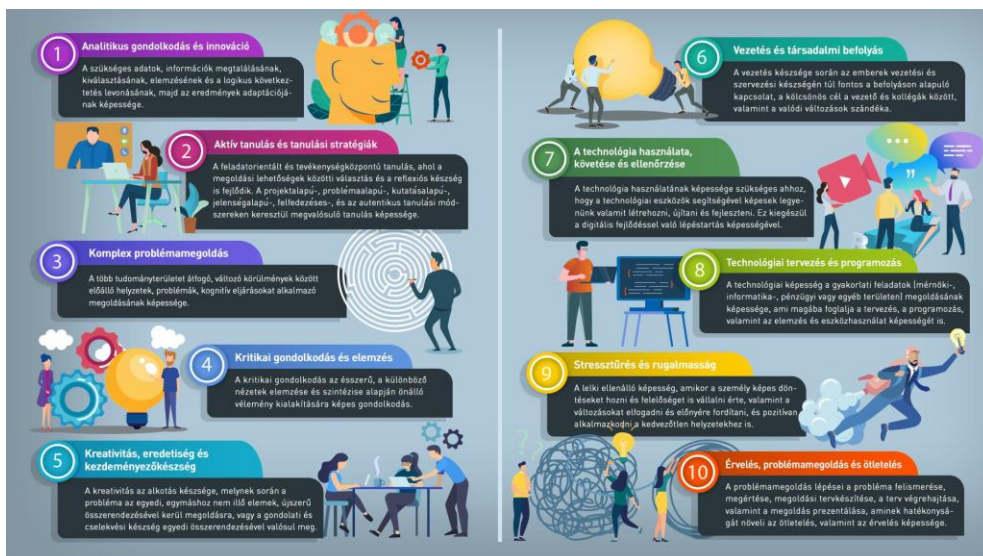 1
Analitikus gondolkodás és innováció
A szükséges adatok, információk megtalálásának,
kiválasztásának, elemzésének és a logikus következ-
tetés levonásának, majd az eredmények adaptációjá-
nak képessége.
2
Aktív tanulás és tanulási stratégiák
A feladatorientált és tevékenységközpontú tanulás, ahol a
megoldási lehetőségek közötti választás és a reflexiós készség
is fejlődik. A projektalapú-, problémaalapú-, kutatásalapú-,
jelenségalapú-, felfedezéses-, és az autentikus tanulási mód-
szereken keresztül megvalósuló tanulás képessége.
3
Komplex problémamegoldás
A több tudományterületet átfogó, változó körülmények között
előálló helyzetek, problémák, kognitív eljárásokat alkalmazó
megoldásának képessége.
4
Kritikai gondolkodás és elemzés
A kritikai gondolkodás az ésszerű, a különböző
nézetek elemzése és szintézise alapján önálló
vélemény kialakítására képes gondolkodás.
5
Kreativitás, eredetiség és
kezdeményezőkészség
A kreativitás az alkotás készsége, melynek során a
probléma az egyedi, egymáshoz nem illő elemek, újszerű
összerendezésével kerül megoldásra, vagy a gondolati és
cselekvési készség egyedi összerendezésével valósul meg.
6
Vezetés és társadalmi befolyás
A vezetés készsége során az emberek vezetési és
szervezési készségén túl fontos a befolyáson alapuló
kapcsolat, a kölcsönös cél a vezető és kollégák között,
valamint a valódi változások szándéka.
7
A technológia használata,
követése és ellenőrzése
A technológia használatának képessége szükséges ahhoz,
hogy a technológiai eszközök segítségével képesek legye-
nünk valamit létrehozni, újítani és fejleszteni. Ez kiegészül
a digitális fejlődéssel való lépéstartás képességével.
8
Technológiai tervezés és programozás
A technológiai képesség a gyakorlati feladatok (mérnöki-,
informatika-, pénzügyi vagy egyéb területen) megoldásának
képessége, ami magába foglalja a tervezés, a programozás,
valamint az elemzés és eszközhasználat képességét is.
9
Stressztűrés és rugalmasság
A lelki ellenálló képesség, amikor a személy képes dön-
téseket hozni és felelőséget is vállalni érte, valamint a
változásokat elfogadni és előnyére fordítani, és pozitívan
alkalmazkodni a kedvezőtlen helyzetekhez is.
10
Érvelés, problémamegoldás és ötletelés
A problémamegoldás lépései a probléma felismerése,
megértése, megoldási tervkészítése, a terv végrehajtása,
valamint a megoldás prezentálása, aminek hatékonysá-
gát növeli az ötletelés, valamint az érvelés képessége.